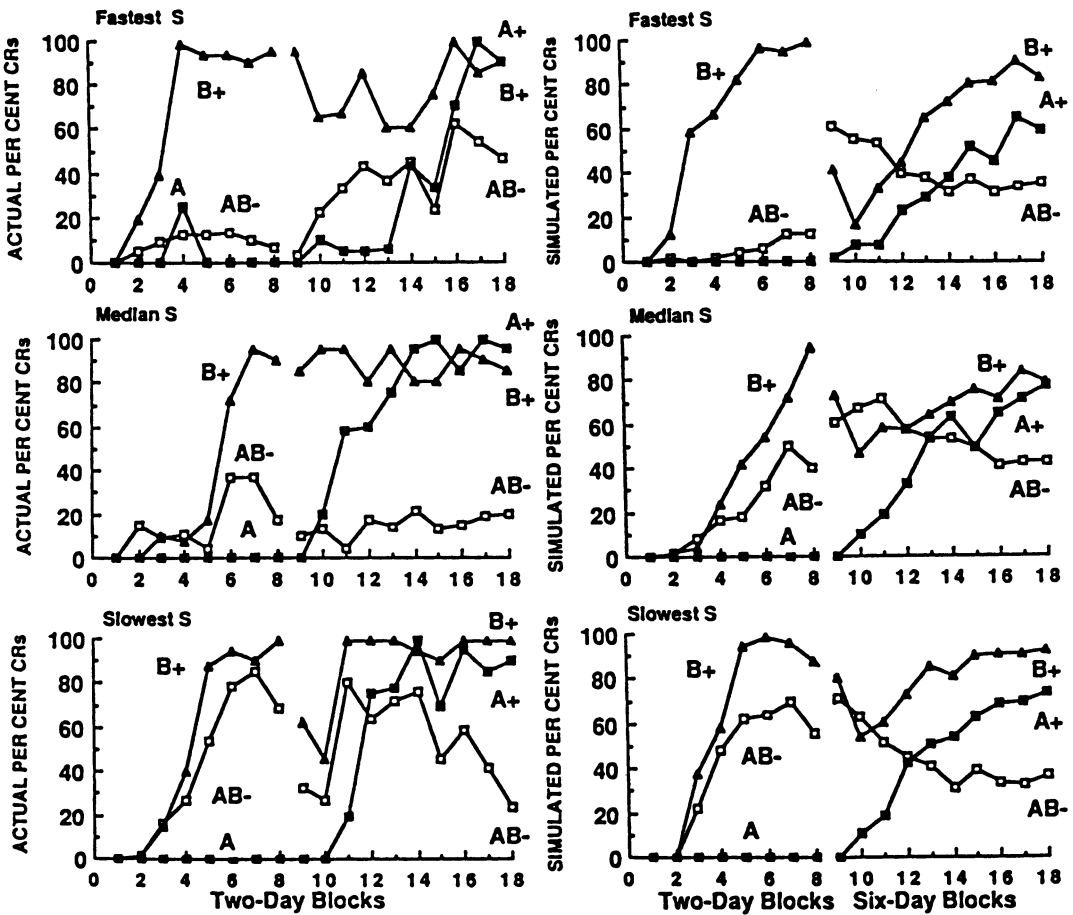 Fastest S
ACTUAL PER CENT CRs
100
80
60
40
20
0
B+
A
AB-
A+
B+
AB-
0 2 4 6 8 10 12 14 16 18
Fastest S
SIMULATED PER CENT CRs
100
80
60
40
20
0
B+
AB-
B+
A+
AB-
0 2 4 6 8 10 12 14 16 18
Median S
ACTUAL PER CENT CRs
100
80
60
40
20
0
B+
AB-
A
A+
B+
AB-
0 2 4 6 8 10 12 14 16 18
Median S
SIMULATED PER CENT CRs
100
80
60
40
20
0
B+
AB-
A
B+
A+
AB-
0 2 4 6 8 10 12 14 16 18
Slowest S
ACTUAL PER CENT CRs
100
80
60
40
20
0
B+
AB-
A
B+
A+
AB-
0 2 4 6 8 10 12 14 16 18
Two-Day Blocks
Slowest S
SIMULATED PER CENT CRs
100
80
60
40
20
0
B+
AB-
A
B+
A+
AB-
0 2 4 6 8 10 12 14 16 18
Two-Day Blocks Six-Day Blocks